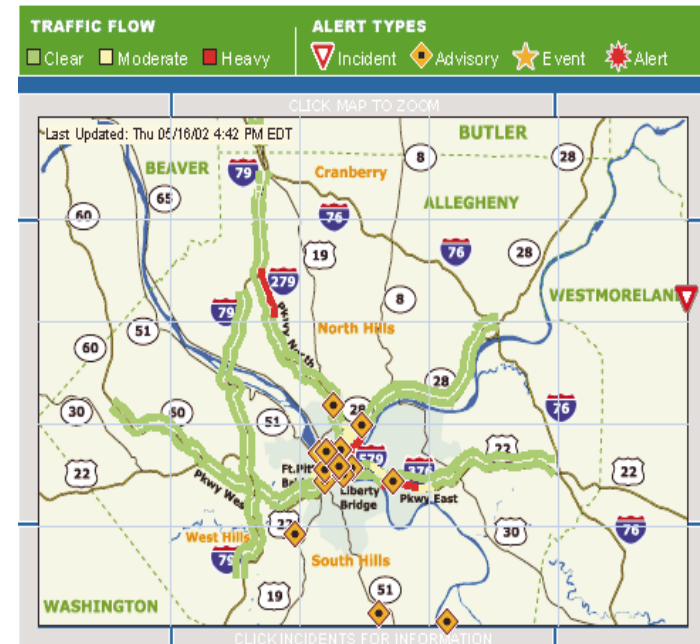 TRAFFIC FLOW
ALERT TYPES
Clear Moderate Heavy
Incident Advisory Event Alert
CLICK MAP TO ZOOM
Last Updated: Thu 05/16/02 4:42 PM EDT
BUTLER
8
28
BEAVER
79
Cranberry
65
ALLEGHENY
60
76
19
76
28
279
WESTMORELAND
79
8
Pkwy North
North Hills
51
60
28
76
30
60
51
28
22
579
376
22
Ft.Pitt
22
Pkwy West
Liberty
Bridge
Pkwy East
22
30
76
West Hills
79
South Hills
19
51
WASHINGTON
CLICK INCIDENTS FOR INFORMATION